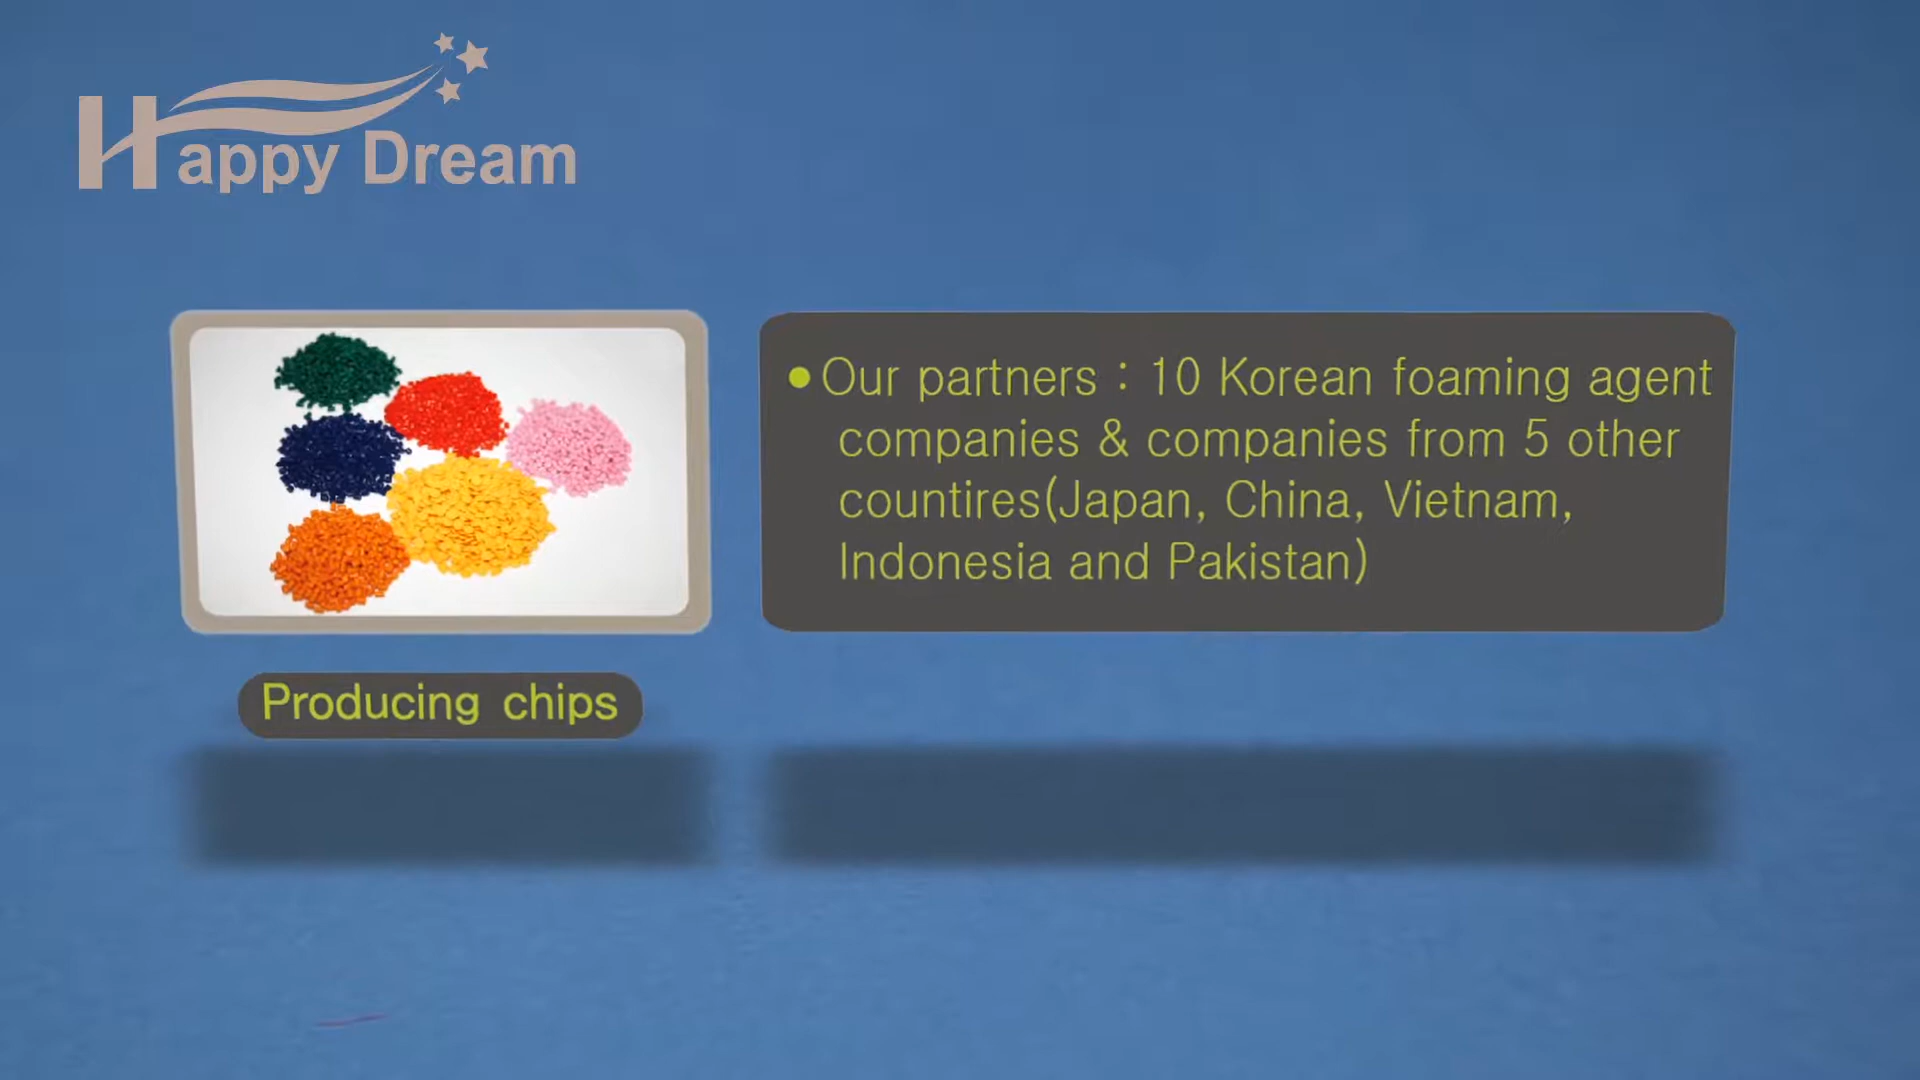 Happy Dream
• Our partners : 10 Korean foaming agent
companies & companies from 5 other
countires(Japan, China, Vietnam,
Indonesia and Pakistan)
Producing chips